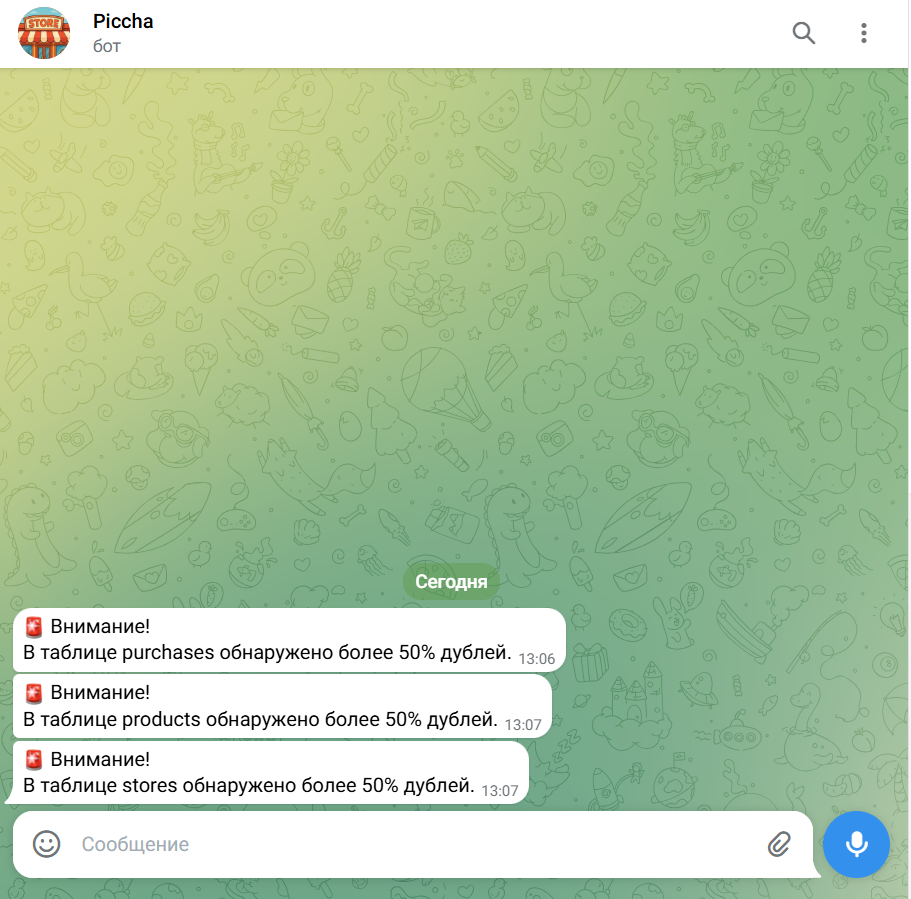 STORE
Piccha
бот
Сегодня
🚨 Внимание!
В таблице purchases обнаружено более 50% дублей. 13:06
🚨 Внимание!
В таблице products обнаружено более 50% дублей. 13:07
🚨 Внимание!
В таблице stores обнаружено более 50% дублей. 13:07
Сообщение